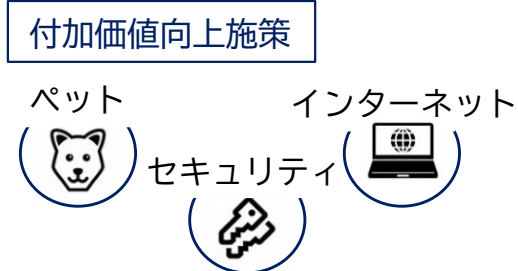 付加価値向上施策
ペット
インターネット
セキュリティ